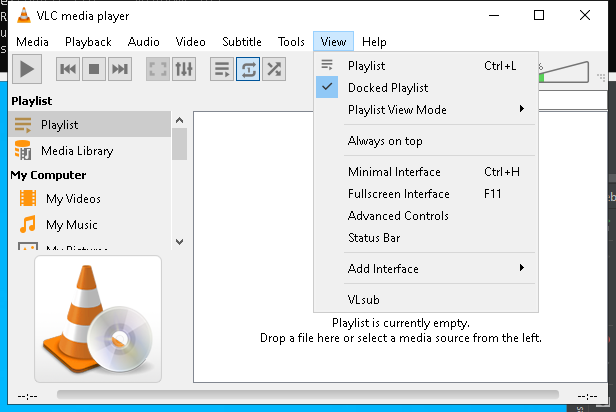 VLC media player
Media Playback Audio Video Subtitle Tools View Help
Playlist Ctrl+L
Docked Playlist
Playlist View Mode
Always on top
Minimal Interface Ctrl+H
Fullscreen Interface F11
Advanced Controls
Status Bar
Add Interface
VLsub
%
Playlist
Playlist
Media Library
My Computer
My Videos
My Music
My Pictures
Playlist is currently empty.
Drop a file here or select a media source from the left.
--:-- --:--